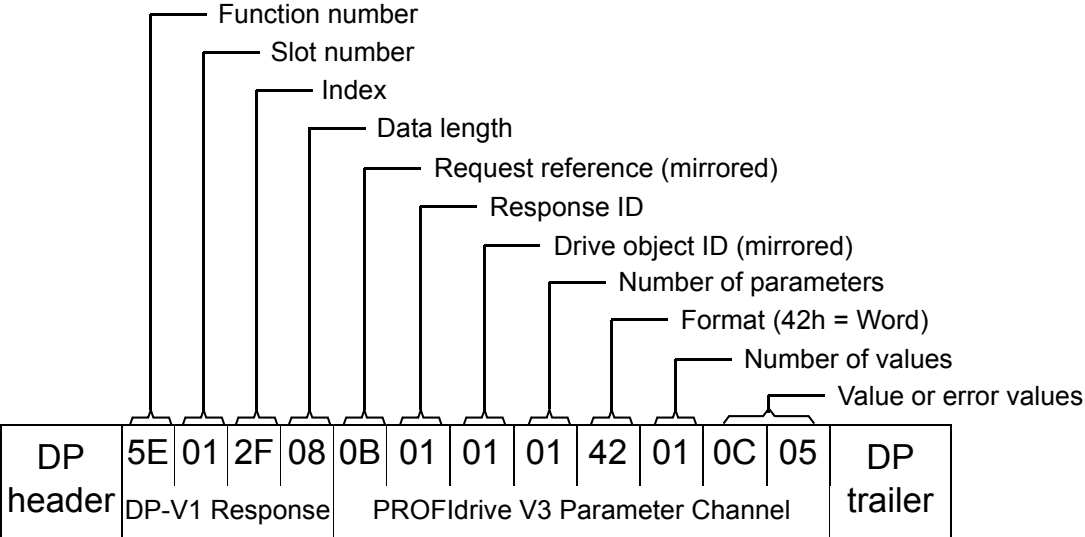 Function number
Slot number
Index
Data length
Request reference (mirrored)
Response ID
Drive object ID (mirrored)
Number of parameters
Format (42h = Word)
Number of values
Value or error values
DP header
5E 01 2F 08 0B 01 01 01 42 01 0C 05
DP trailer
DP-V1 Response
PROFIdrive V3 Parameter Channel